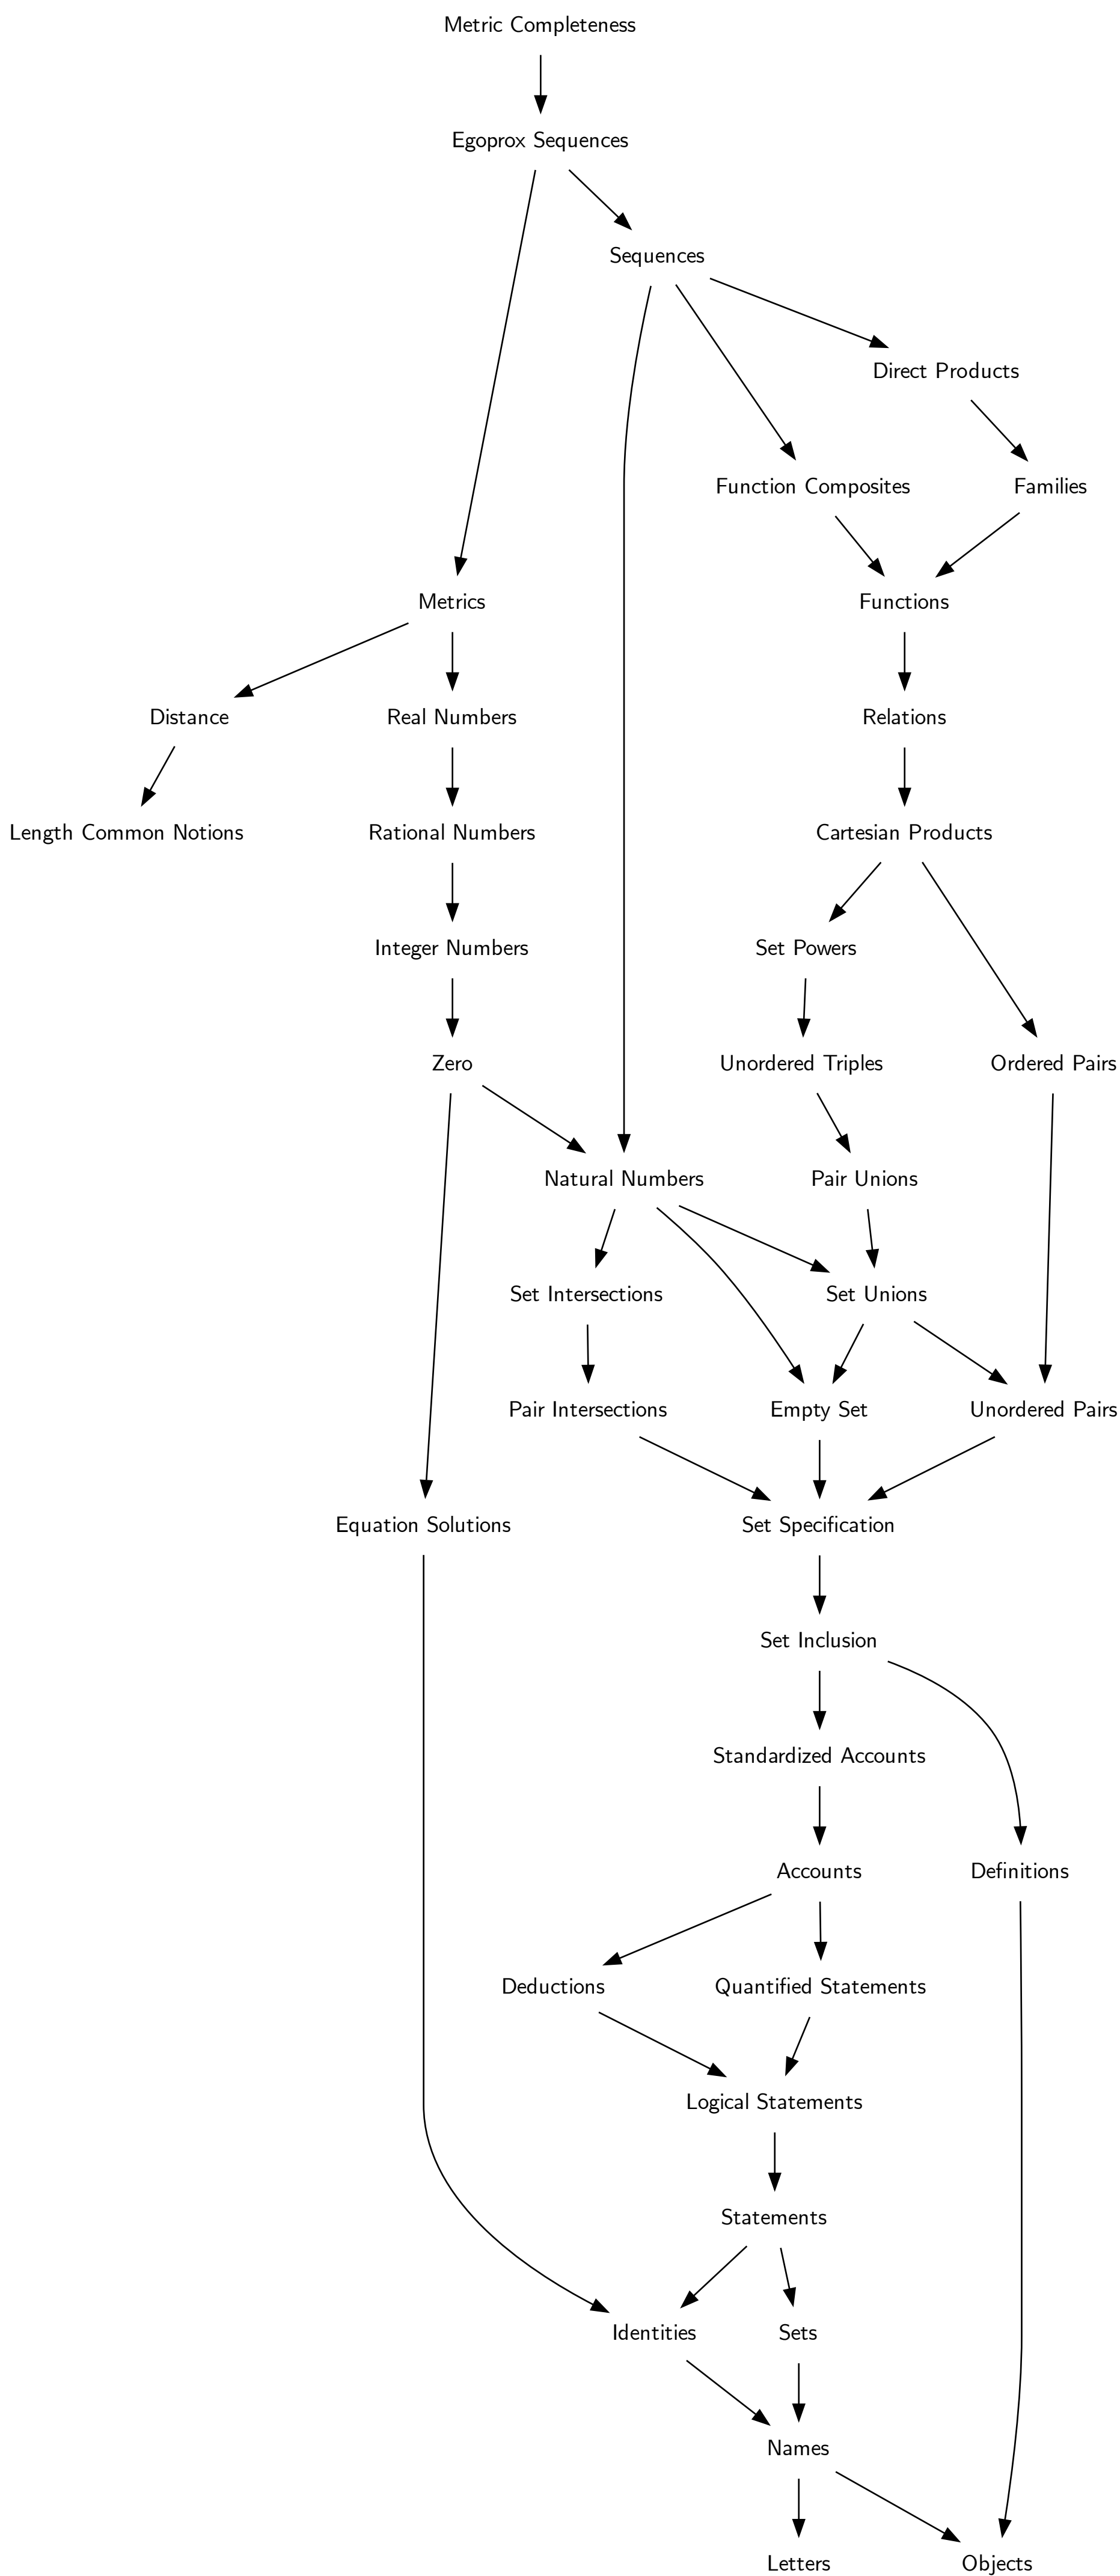 Metric Completeness
Egoprox Sequences
Sequences
Direct Products
Function Composites
Families
Metrics
Functions
Distance
Real Numbers
Relations
Length Common Notions
Rational Numbers
Cartesian Products
Integer Numbers
Set Powers
Zero
Unordered Triples
Ordered Pairs
Natural Numbers
Pair Unions
Set Intersections
Set Unions
Pair Intersections
Empty Set
Unordered Pairs
Equation Solutions
Set Specification
Set Inclusion
Standardized Accounts
Accounts
Definitions
Deductions
Quantified Statements
Logical Statements
Statements
Identities
Sets
Names
Letters
Objects